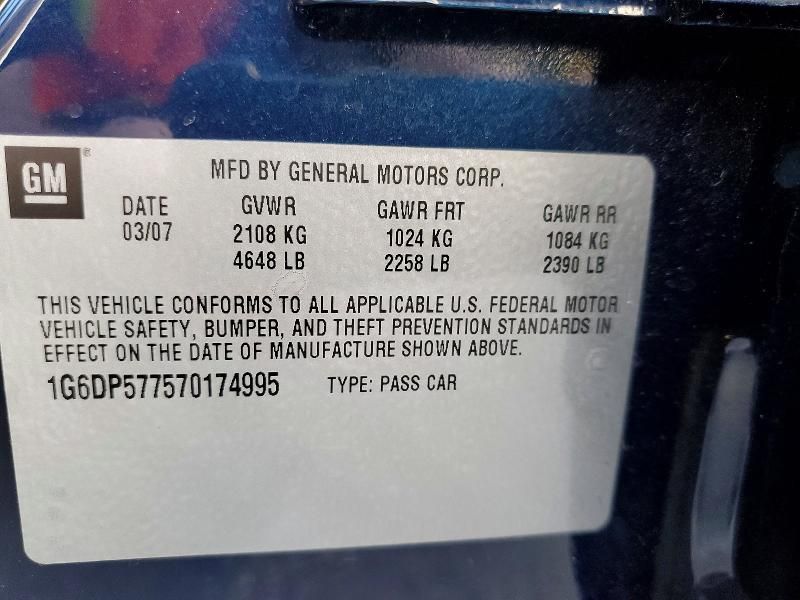 GM®
MFD BY GENERAL MOTORS CORP.
DATE GVWR GAWR FRT GAWR RR
03/07 2108 KG 1024 KG 1084 KG
4648 LB 2258 LB 2390 LB
THIS VEHICLE CONFORMS TO ALL APPLICABLE U.S. FEDERAL MOTOR
VEHICLE SAFETY, BUMPER, AND THEFT PREVENTION STANDARDS IN
EFFECT ON THE DATE OF MANUFACTURE SHOWN ABOVE.
1G6DP577570174995 TYPE: PASS CAR